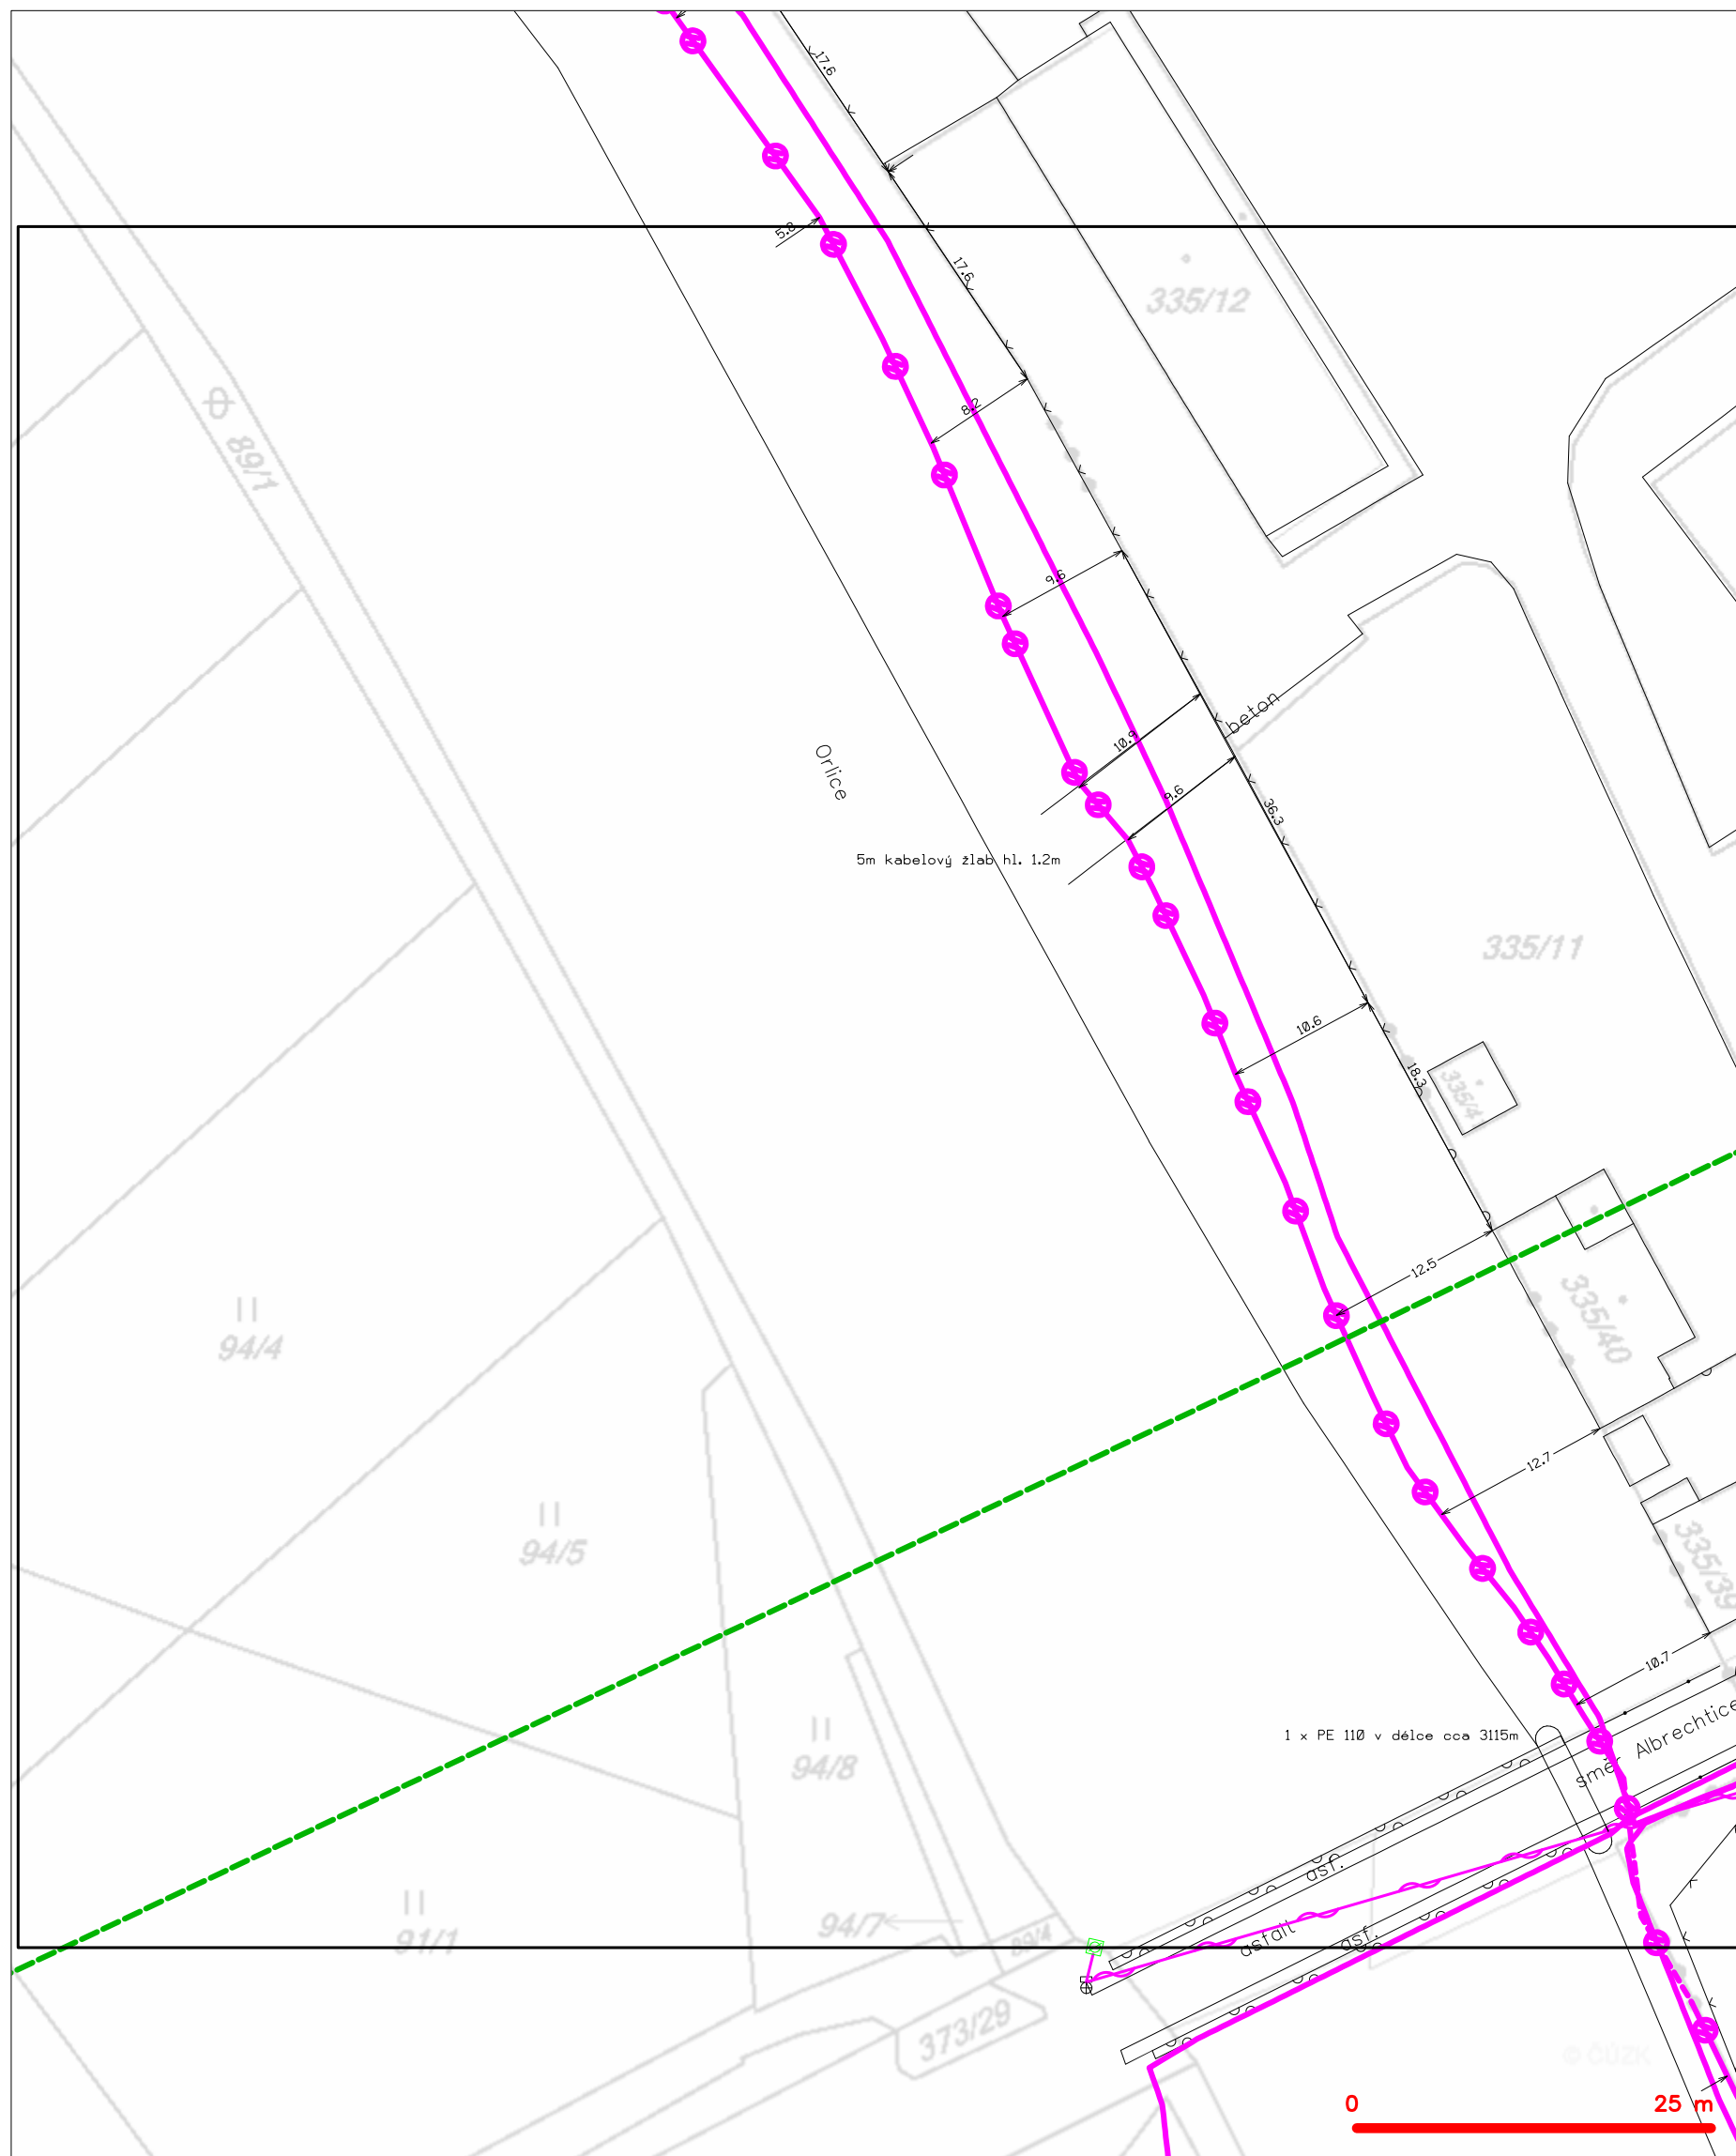 17.6
335/12
5.8
17.6
89/1
8.2
9.6
beton
10.9
Orlice
9.6
36.3
5m kabelový žlab hl. 1.2m
335/11
10.6
18.3
335/4
12.5
335/40
94/4
12.7
94/5
335/39
10.7
1 x PE 110 v délce cca 3115m
směr Albrechtice
94/8
asf.
94/7
91/1
89/4
asfalt
asf.
373/29
© ČÚZK
0
25 m